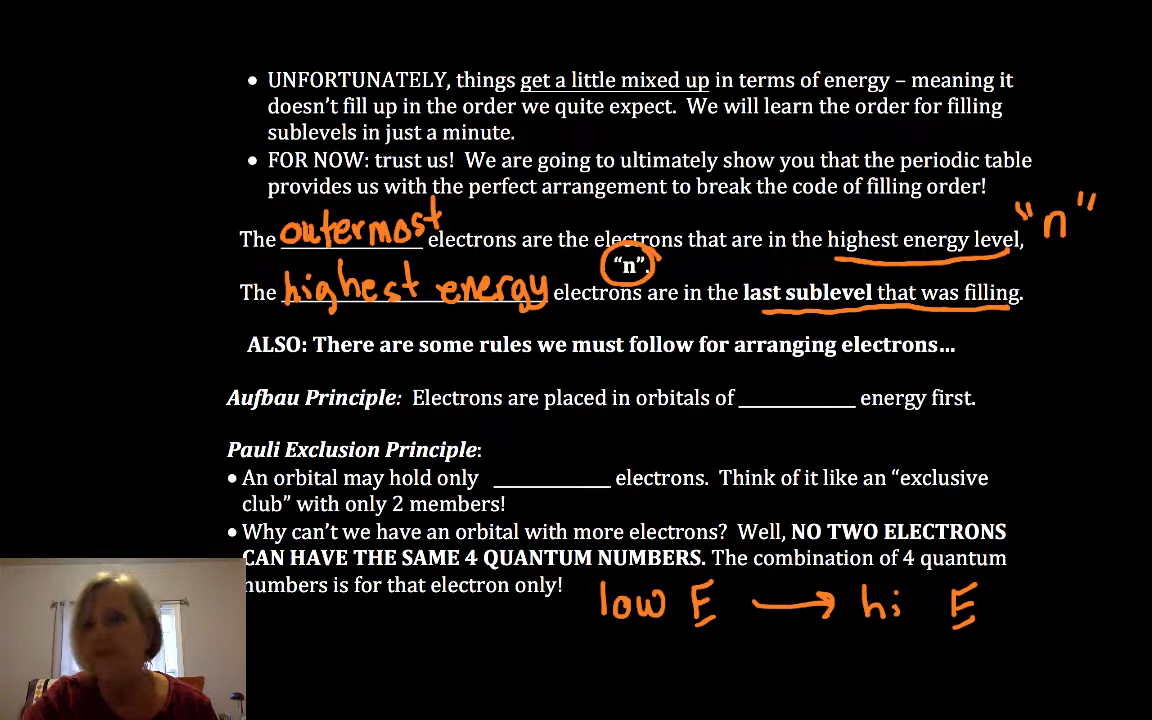 • UNFORTUNATELY, things get a little mixed up in terms of energy – meaning it
doesn't fill up in the order we quite expect. We will learn the order for filling
sublevels in just a minute.
• FOR NOW: trust us! We are going to ultimately show you that the periodic table
provides us with the perfect arrangement to break the code of filling order!
The outermost electrons are the electrons that are in the highest energy level, "n"
"n".
The highest energy electrons are in the last sublevel that was filling.
ALSO: There are some rules we must follow for arranging electrons…
Aufbau Principle: Electrons are placed in orbitals of ____________ energy first.
Pauli Exclusion Principle:
• An orbital may hold only ____________ electrons. Think of it like an “exclusive
club” with only 2 members!
• Why can’t we have an orbital with more electrons? Well, NO TWO ELECTRONS
CAN HAVE THE SAME 4 QUANTUM NUMBERS. The combination of 4 quantum
numbers is for that electron only!
low E → hi E